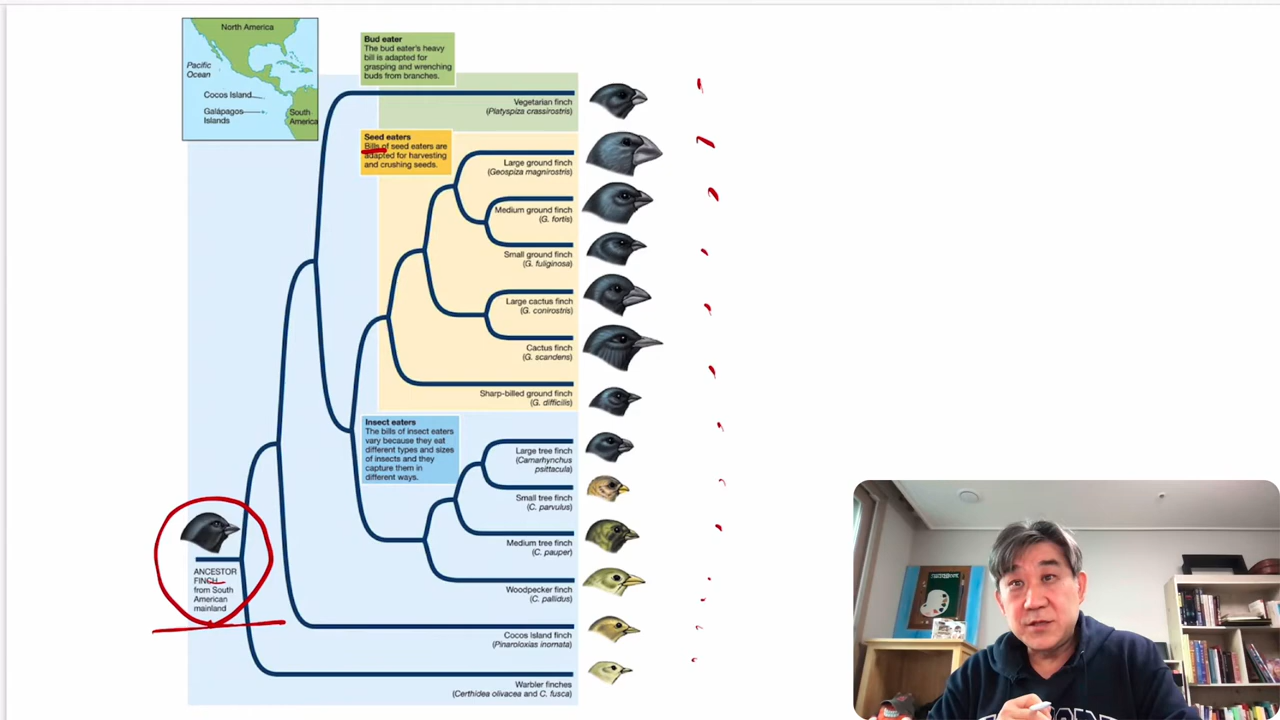 North America
Pacific
Ocean
Cocos Island
Galápagos
Islands
South
America
Bud eater
The bud eater's heavy
bill is adapted for
grasping and wrenching
buds from branches.
Vegetarian finch
(Platyspiza crassirostris)
Seed eaters
Bills of seed eaters are
adapted for harvesting
and crushing seeds.
Large ground finch
(Geospiza magnirostris)
Medium ground finch
(G. fortis)
Small ground finch
(G. fuliginosa)
Large cactus finch
(G. conirostris)
Cactus finch
(G. scandens)
Sharp-billed ground finch
(G. difficilis)
Insect eaters
The bills of insect eaters
vary because they eat
different types and sizes
of insects and they
capture them in
different ways.
Large tree finch
(Camarhynchus
psittacula)
Small tree finch
(C. parvulus)
Medium tree finch
(C. pauper)
Woodpecker finch
(C. pallidus)
ANCESTOR
FINCH
from South
American
mainland
Cocos Island finch
(Pinaroloxias inornata)
Warbler finches
(Certhidea olivacea and C. fusca)